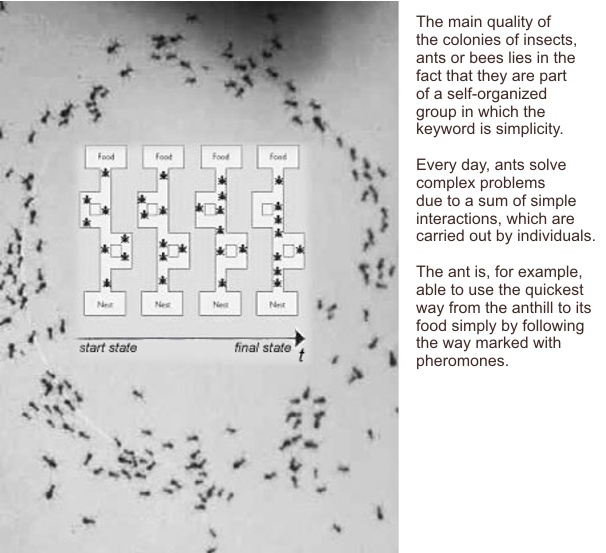 Food Food Food Food
Nest Nest Nest Nest
start state final state
t
The main quality of
the colonies of insects,
ants or bees lies in the
fact that they are part
of a self-organized
group in which the
keyword is simplicity.
Every day, ants solve
complex problems
due to a sum of simple
interactions, which are
carried out by individuals.
The ant is, for example,
able to use the quickest
way from the anthill to its
food simply by following
the way marked with
pheromones.